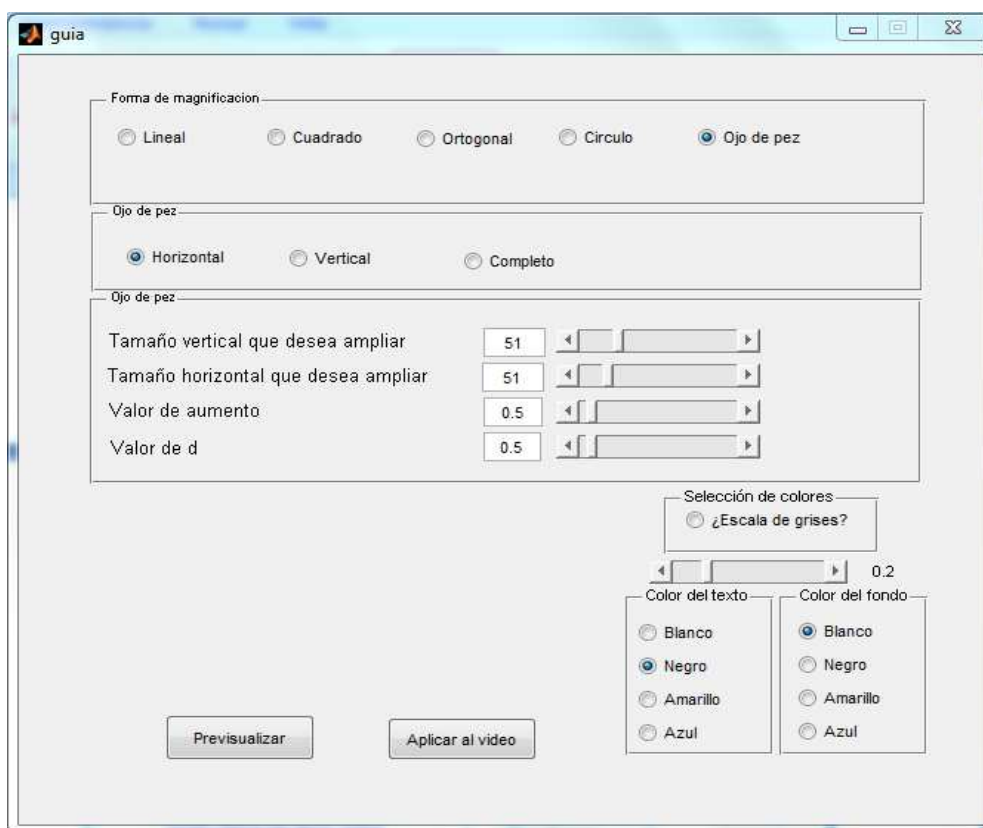 guia
Forma de magnificacion
Lineal Cuadrado Ortogonal Circulo Ojo de pez
Ojo de pez
Horizontal Vertical Completo
Ojo de pez
Tamaño vertical que desea ampliar 51
Tamaño horizontal que desea ampliar 51
Valor de aumento 0.5
Valor de d 0.5
Selección de colores
¿Escala de grises?
0.2
Color del texto Color del fondo
Blanco Blanco
Negro Negro
Amarillo Amarillo
Azul Azul
Previsualizar Aplicar al video